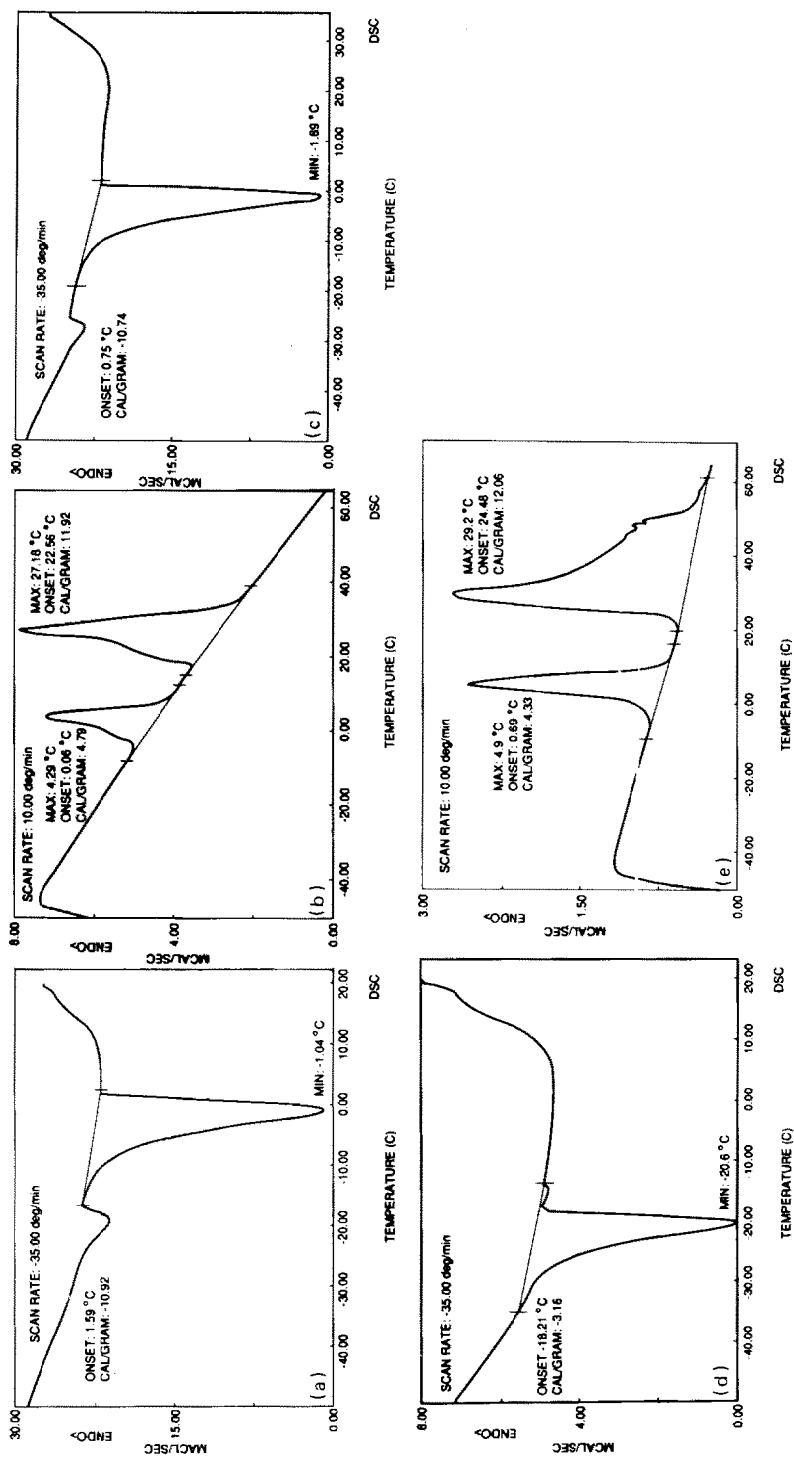 30.00
15.00
0.00
MACL/SEC
ENDO>
SCAN RATE: -35.00 deg/min
ONSET: 1.59 °C
CAL/GRAM: -10.92
MIN: -1.04 °C
(a)
-40.00 -30.00 -20.00 -10.00 0.00 10.00 20.00
TEMPERATURE (C)
DSC
8.00
4.00
0.00
MCAL/SEC
ENDO>
SCAN RATE: 10.00 deg/min
MAX: 4.29 °C
ONSET: 0.06 °C
CAL/GRAM: 4.79
MAX: 27.18 °C
ONSET: 22.56 °C
CAL/GRAM: 11.92
(b)
-40.00 -20.00 0.00 20.00 40.00 60.00
TEMPERATURE (C)
DSC
30.00
15.00
0.00
MCAL/SEC
ENDO>
SCAN RATE: -35.00 deg/min
ONSET: 0.75 °C
CAL/GRAM: -10.74
MIN: -1.89 °C
(c)
-40.00 -30.00 -20.00 -10.00 0.00 10.00 20.00 30.00
TEMPERATURE (C)
DSC
8.00
4.00
0.00
MCAL/SEC
ENDO>
SCAN RATE: -35.00 deg/min
ONSET -18.21 °C
CAL/GRAM: -3.16
MIN: -20.6 °C
(d)
-40.00 -30.00 -20.00 -10.00 0.00 10.00 20.00
TEMPERATURE (C)
DSC
3.00
1.50
0.00
MCAL/SEC
ENDO>
SCAN RATE: 10.00 deg/min
MAX: 4.9 °C
ONSET: 0.69 °C
CAL/GRAM: 4.33
MAX: 29.2 °C
ONSET: 24.48 °C
CAL/GRAM: 12.06
(e)
-40.00 -20.00 0.00 20.00 40.00 60.00
TEMPERATURE (C)
DSC